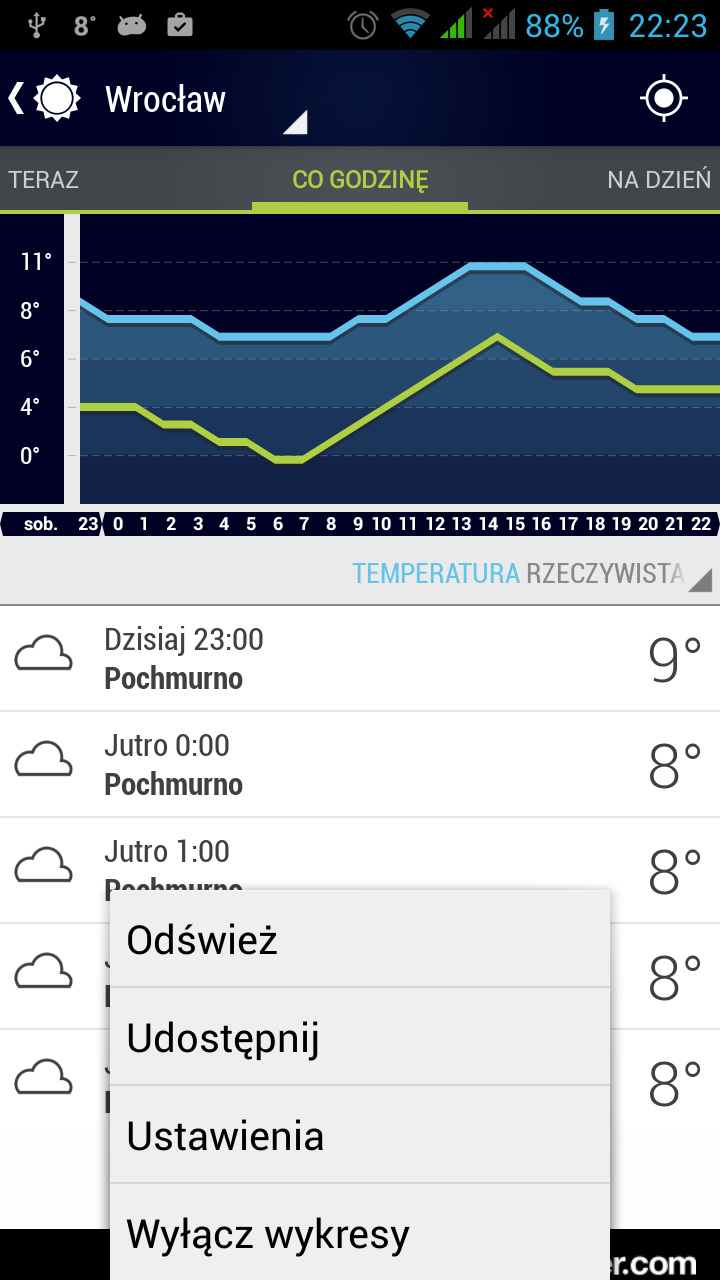 8° 88% 22:23
Wrocław
TERAZ CO GODZINĘ NA DZIEŃ
11°
8°
6°
4°
0°
sob. 23 0 1 2 3 4 5 6 7 8 9 10 11 12 13 14 15 16 17 18 19 20 21 22
TEMPERATURA RZECZYWISTA
Dzisiaj 23:00
Pochmurno
9°
Jutro 0:00
Pochmurno
8°
Jutro 1:00
Pochmurno
8°
8°
8°
Odśwież
Udostępnij
Ustawienia
Wyłącz wykresy
r.com